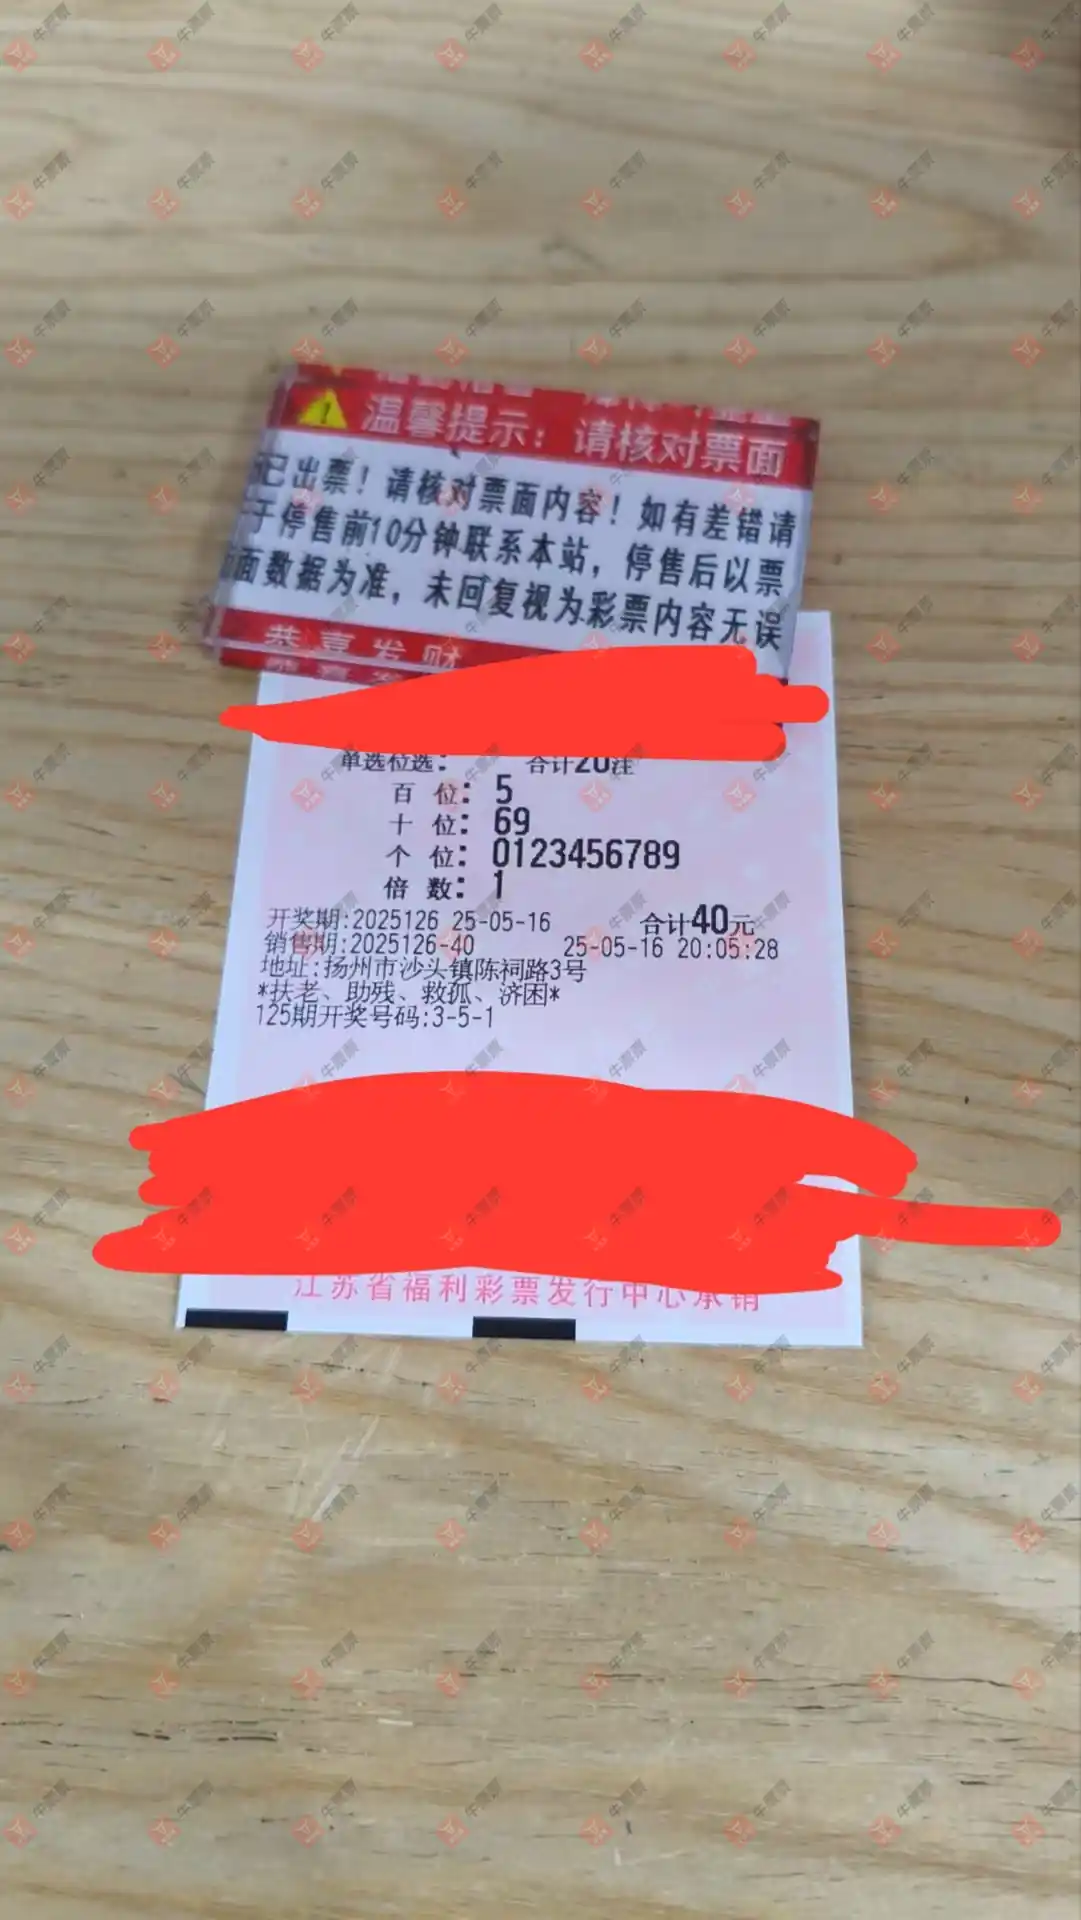 温馨提示：请核对票面
已出票！请核对票面内容！如有差错请
于停售前10分钟联系本站，停售后以票
面数据为准，未回复视为彩票内容无误
恭喜发财
单选位选： 合计20注
百 位：5
十 位：69
个 位：0123456789
倍 数：1
开奖期:2025126 25-05-16 合计40元
销售期:2025126-40 25-05-16 20:05:28
地址:扬州市沙头镇陈祠路3号
*扶老、助残、救孤、济困*
125期开奖号码:3-5-1
江苏省福利彩票发行中心承销
牛票票